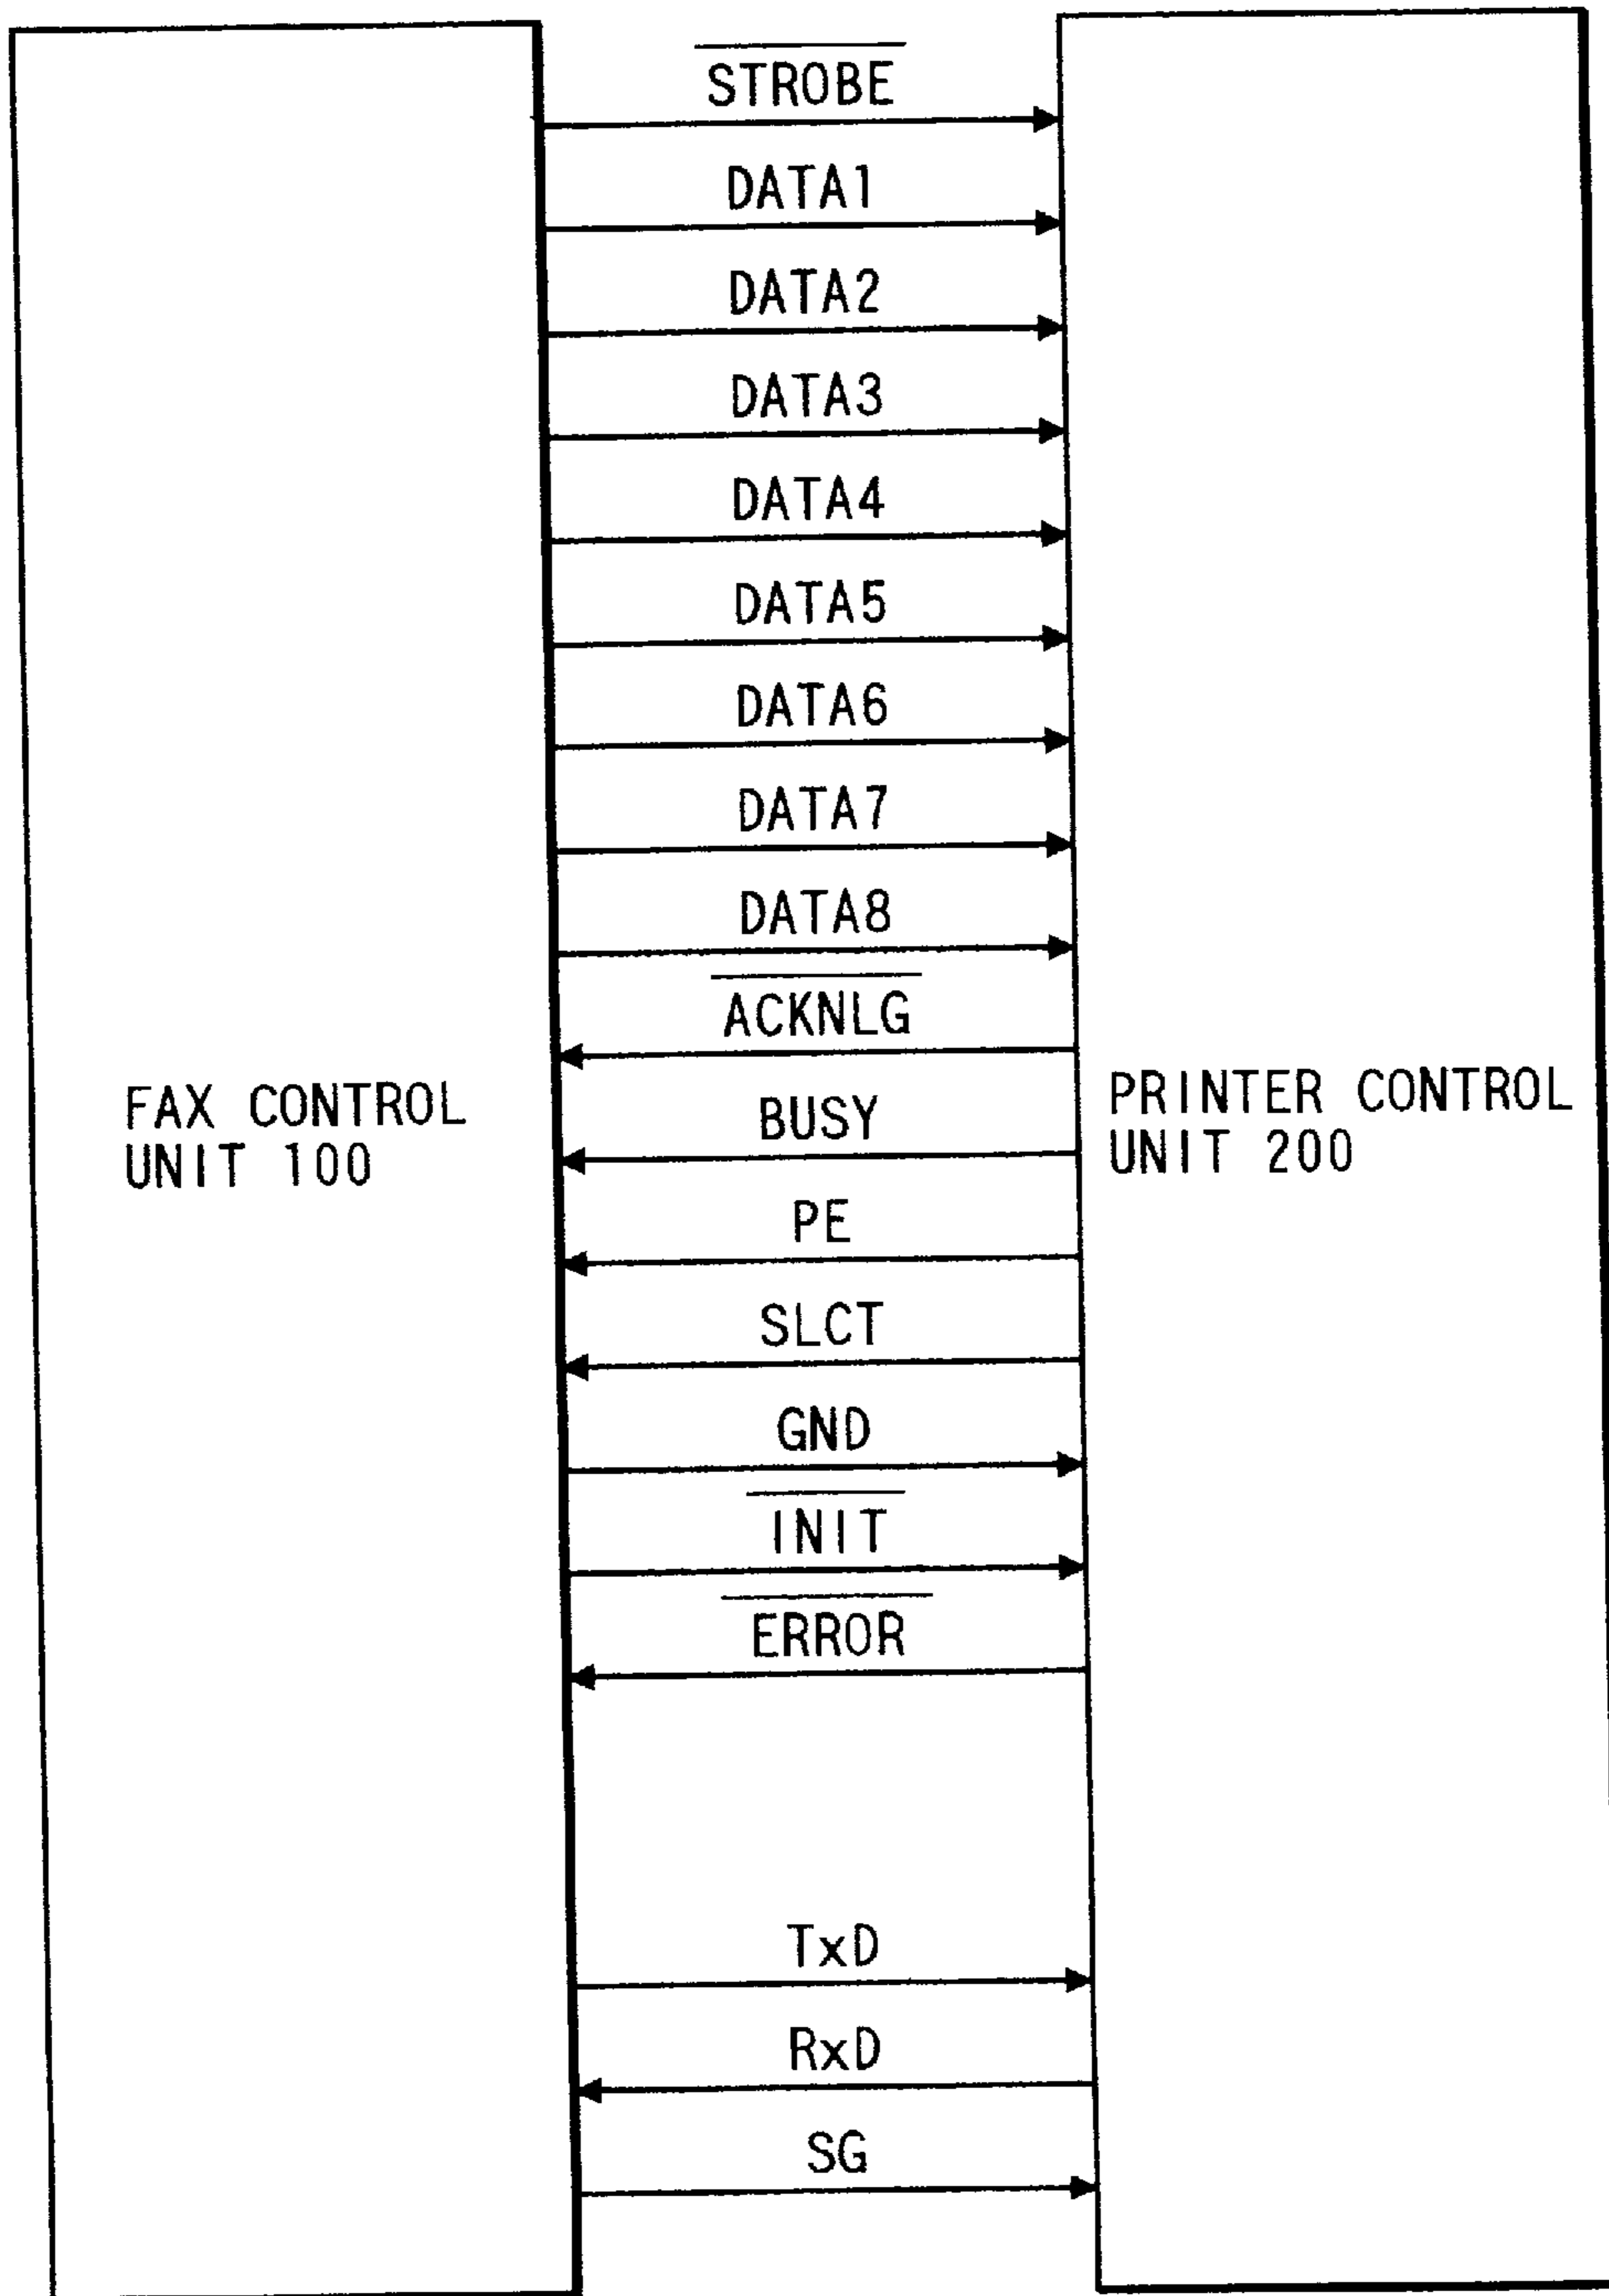 STROBE
DATA1
DATA2
DATA3
DATA4
DATA5
DATA6
DATA7
DATA8
ACKNLG
FAX CONTROL
UNIT 100
BUSY
PRINTER CONTROL
UNIT 200
PE
SLCT
GND
INIT
ERROR
TxD
RxD
SG